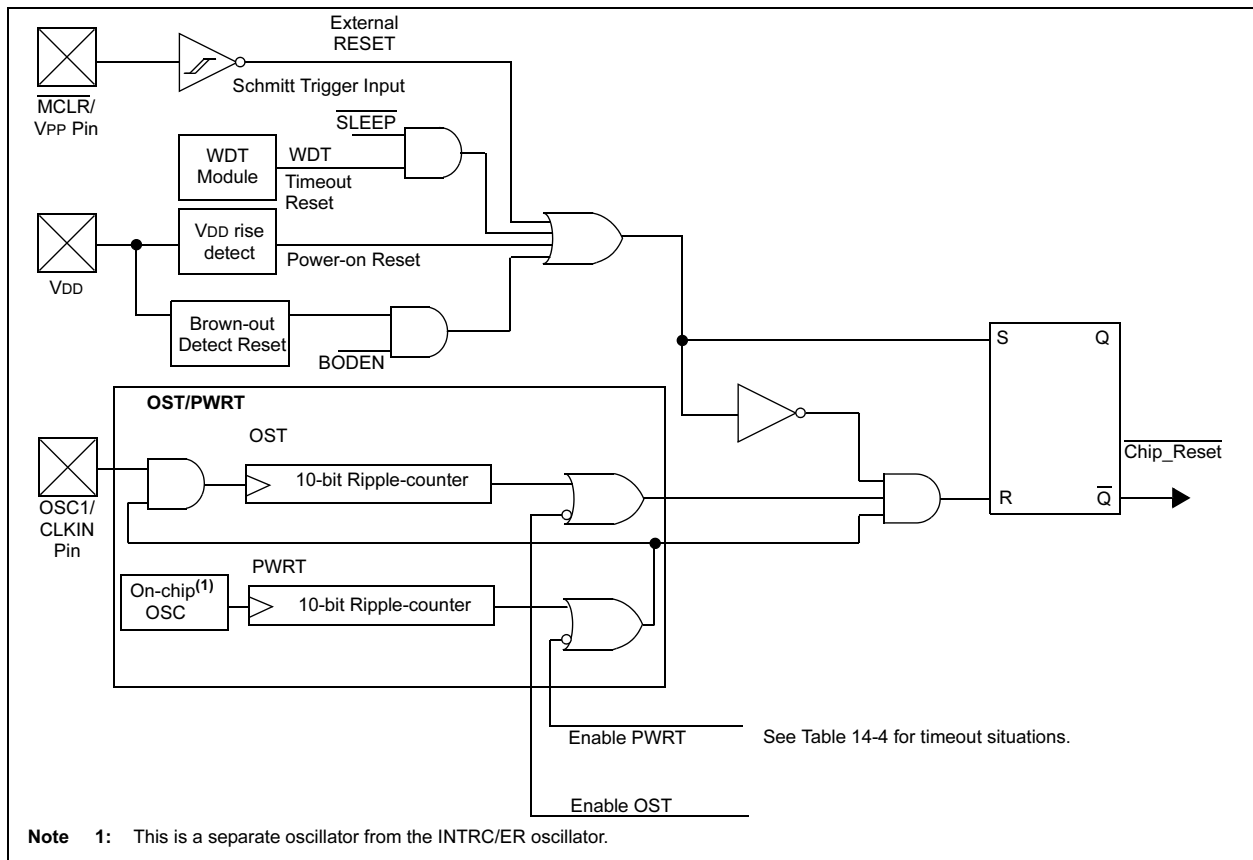 External
RESET
Schmitt Trigger Input
MCLR/
VPP Pin
SLEEP
WDT
Module
WDT
Timeout
Reset
VDD rise
detect
Power-on Reset
VDD
Brown-out
Detect Reset
BODEN
S
Q
OST/PWRT
OST
10-bit Ripple-counter
OSC1/
CLKIN
Pin
Chip_Reset
R
Q
PWRT
On-chip(1)
OSC
10-bit Ripple-counter
Enable PWRT
See Table 14-4 for timeout situations.
Enable OST
Note 1: This is a separate oscillator from the INTRC/ER oscillator.